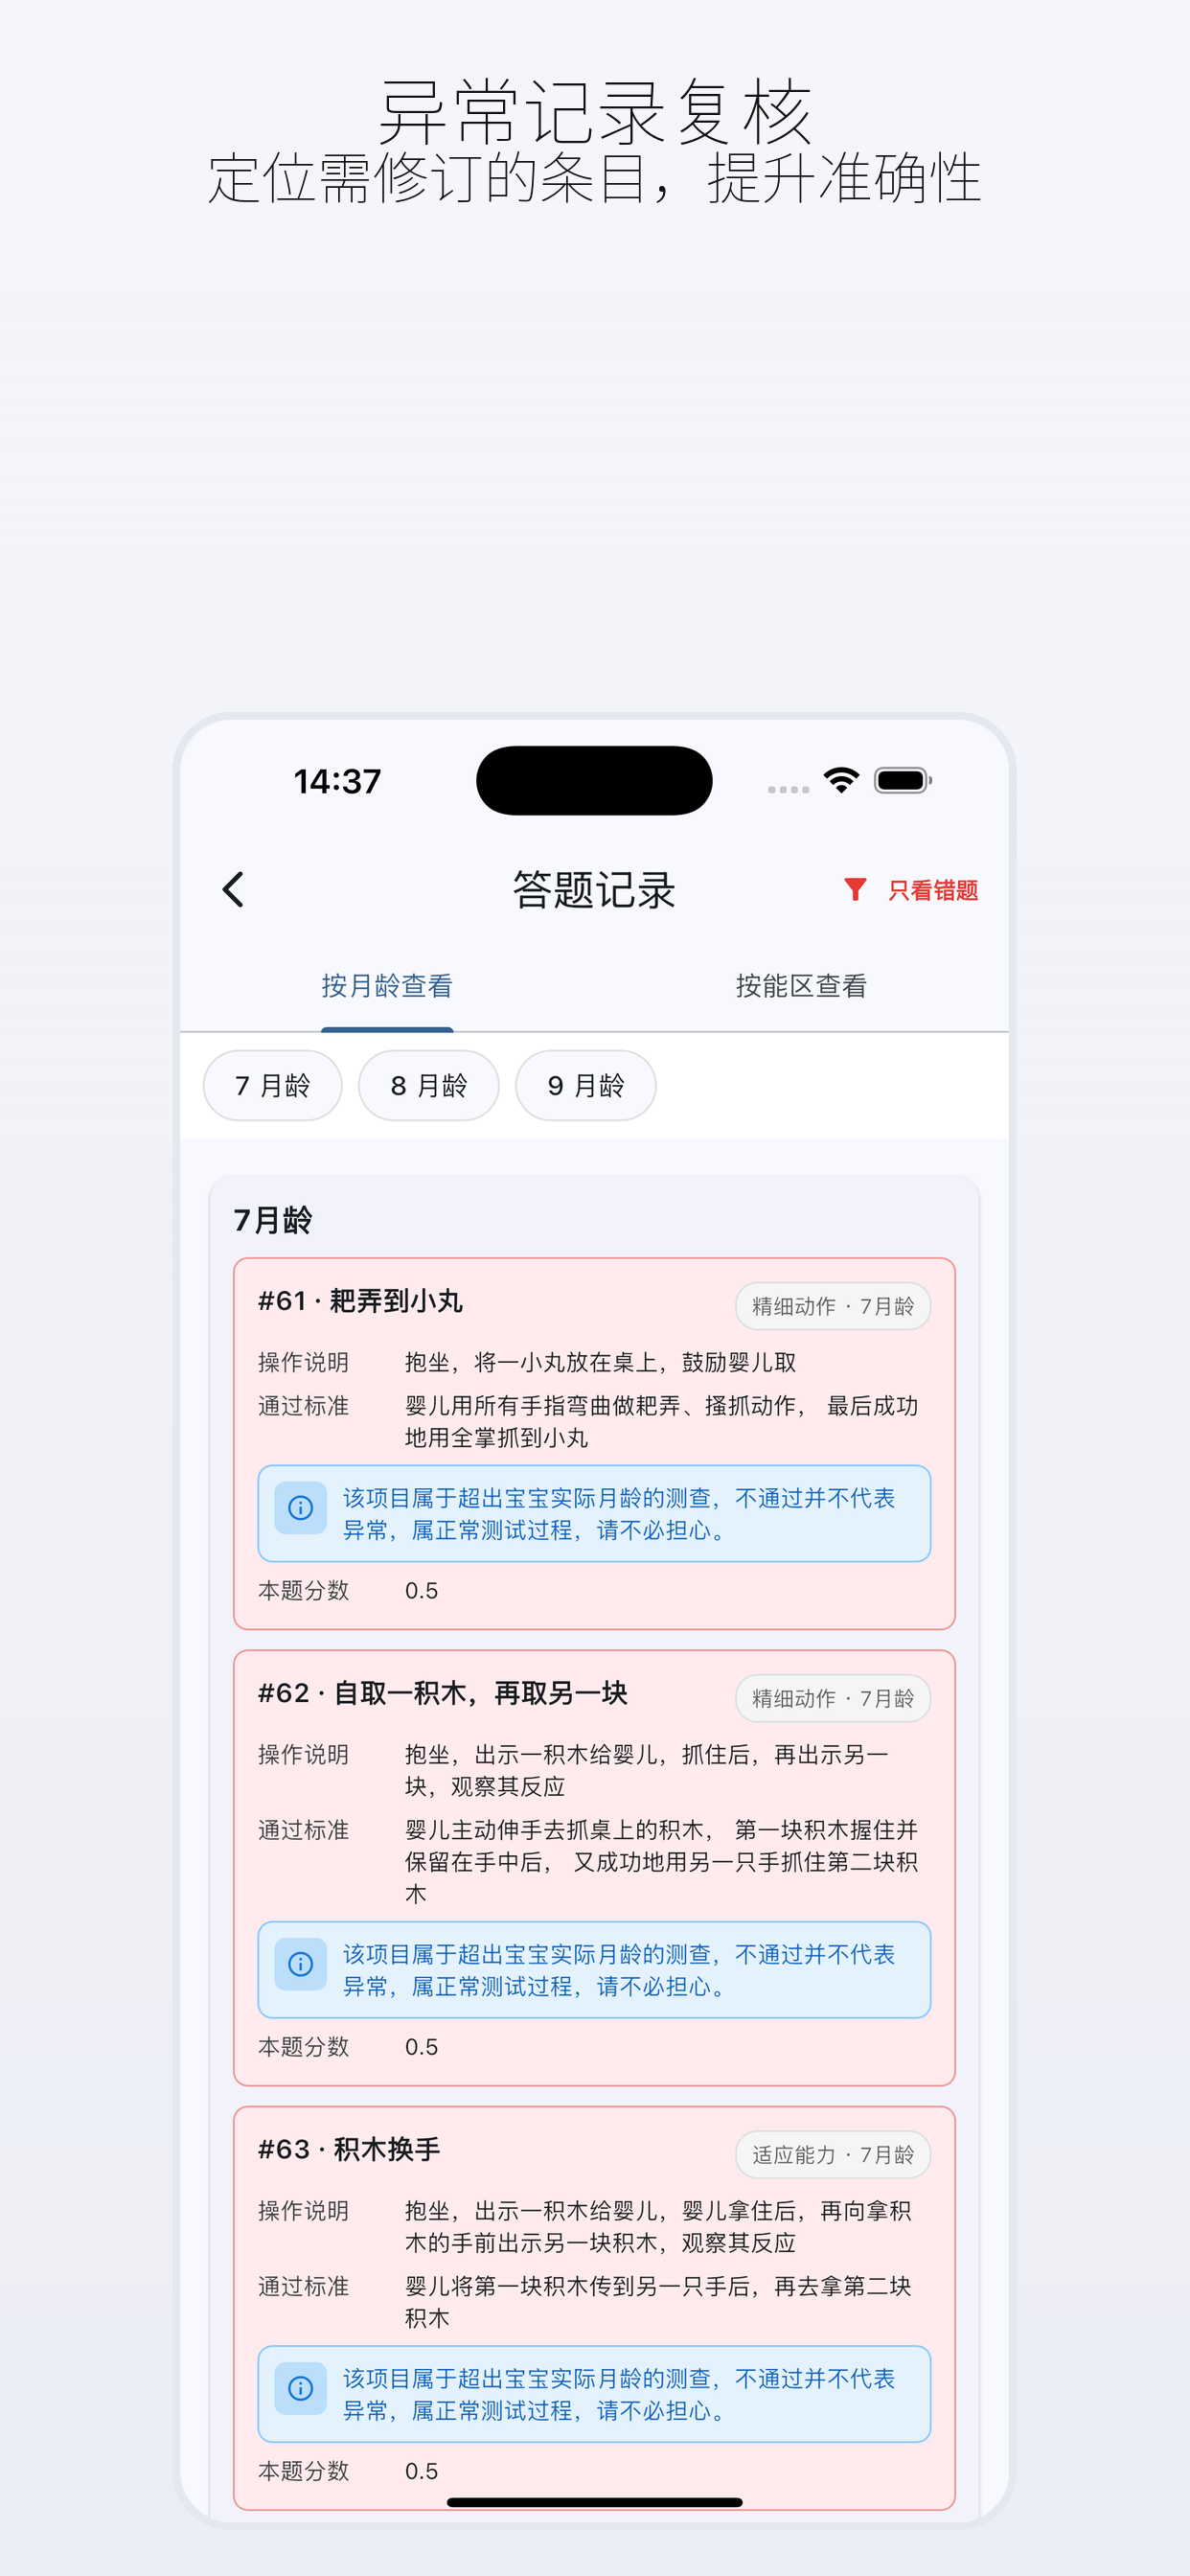 异常记录复核
定位需修订的条目，提升准确性
14:37
答题记录
只看错题
按月龄查看
按能区查看
7 月龄
8 月龄
9 月龄
7月龄
#61 · 耙弄到小丸
精细动作 · 7月龄
操作说明
抱坐，将一小丸放在桌上，鼓励婴儿取
通过标准
婴儿用所有手指弯曲做耙弄、搔抓动作， 最后成功
地用全掌抓到小丸
该项目属于超出宝宝实际月龄的测查，不通过并不代表
异常，属正常测试过程，请不必担心。
本题分数
0.5
#62 · 自取一积木，再取另一块
精细动作 · 7月龄
操作说明
抱坐，出示一积木给婴儿，抓住后，再出示另一
块，观察其反应
通过标准
婴儿主动伸手去抓桌上的积木， 第一块积木握住并
保留在手中后， 又成功地用另一只手抓住第二块积
木
该项目属于超出宝宝实际月龄的测查，不通过并不代表
异常，属正常测试过程，请不必担心。
本题分数
0.5
#63 · 积木换手
适应能力 · 7月龄
操作说明
抱坐，出示一积木给婴儿，婴儿拿住后，再向拿积
木的手前出示另一块积木，观察其反应
通过标准
婴儿将第一块积木传到另一只手后，再去拿第二块
积木
该项目属于超出宝宝实际月龄的测查，不通过并不代表
异常，属正常测试过程，请不必担心。
本题分数
0.5